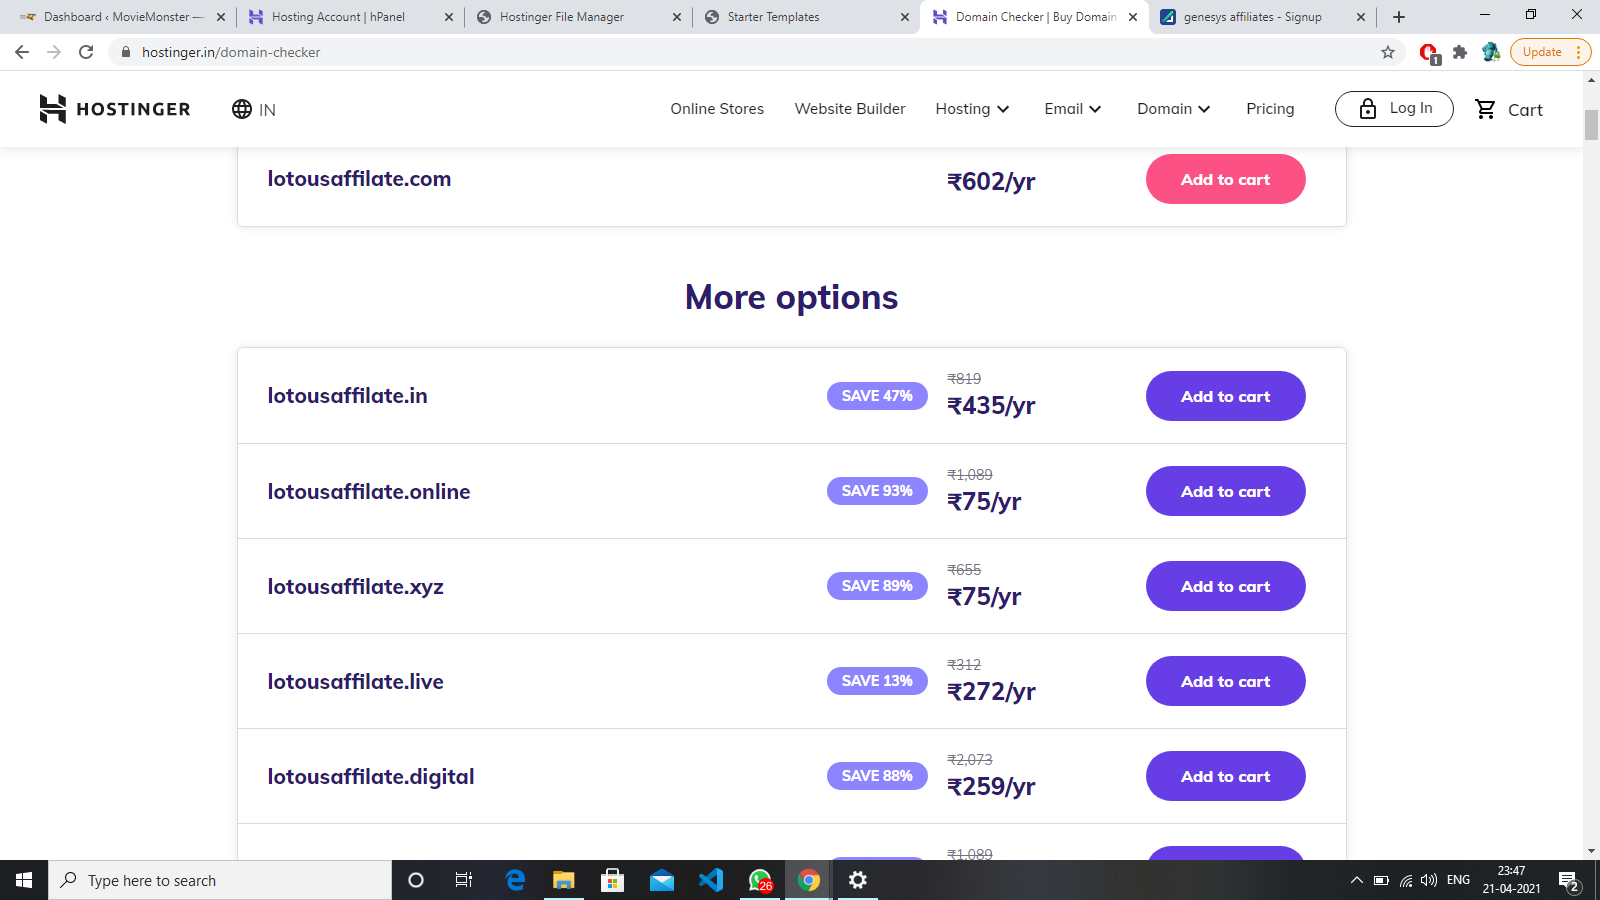 Dashboard ‹ MovieMonster —
Hosting Account | hPanel
Hostinger File Manager
Starter Templates
Domain Checker | Buy Domain
genesys affiliates - Signup
hostinger.in/domain-checker
1
Update
HOSTINGER
IN
Online Stores
Website Builder
Hosting
Email
Domain
Pricing
Log In
Cart
lotousaffilate.com
₹602/yr
Add to cart
More options
lotousaffilate.in
SAVE 47%
₹819
₹435/yr
Add to cart
lotousaffilate.online
SAVE 93%
₹1,089
₹75/yr
Add to cart
lotousaffilate.xyz
SAVE 89%
₹655
₹75/yr
Add to cart
lotousaffilate.live
SAVE 13%
₹312
₹272/yr
Add to cart
lotousaffilate.digital
SAVE 88%
₹2,073
₹259/yr
Add to cart
₹1,089
Type here to search
26
ENG
23:47
21-04-2021
2